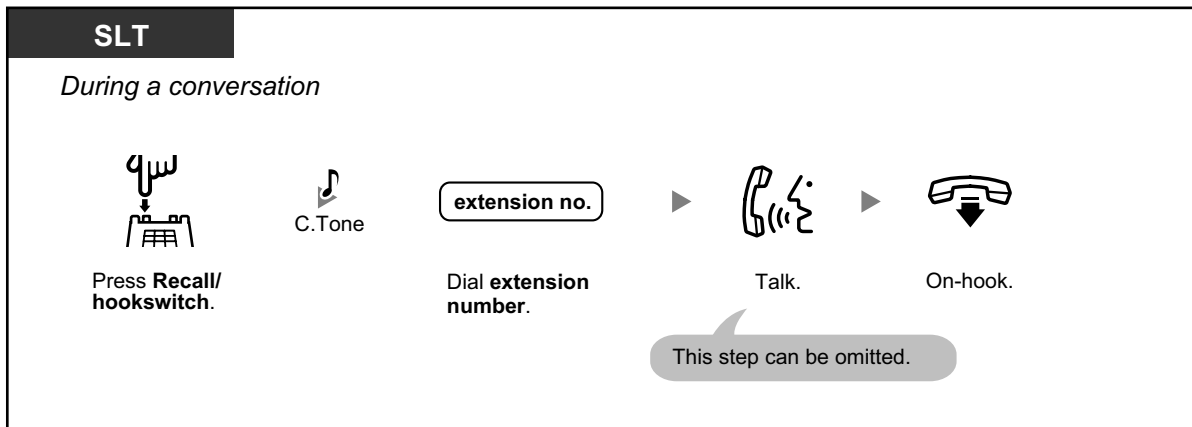 SLT
During a conversation
C.Tone
extension no.
Press Recall/
hookswitch.
Dial extension
number.
Talk.
On-hook.
This step can be omitted.